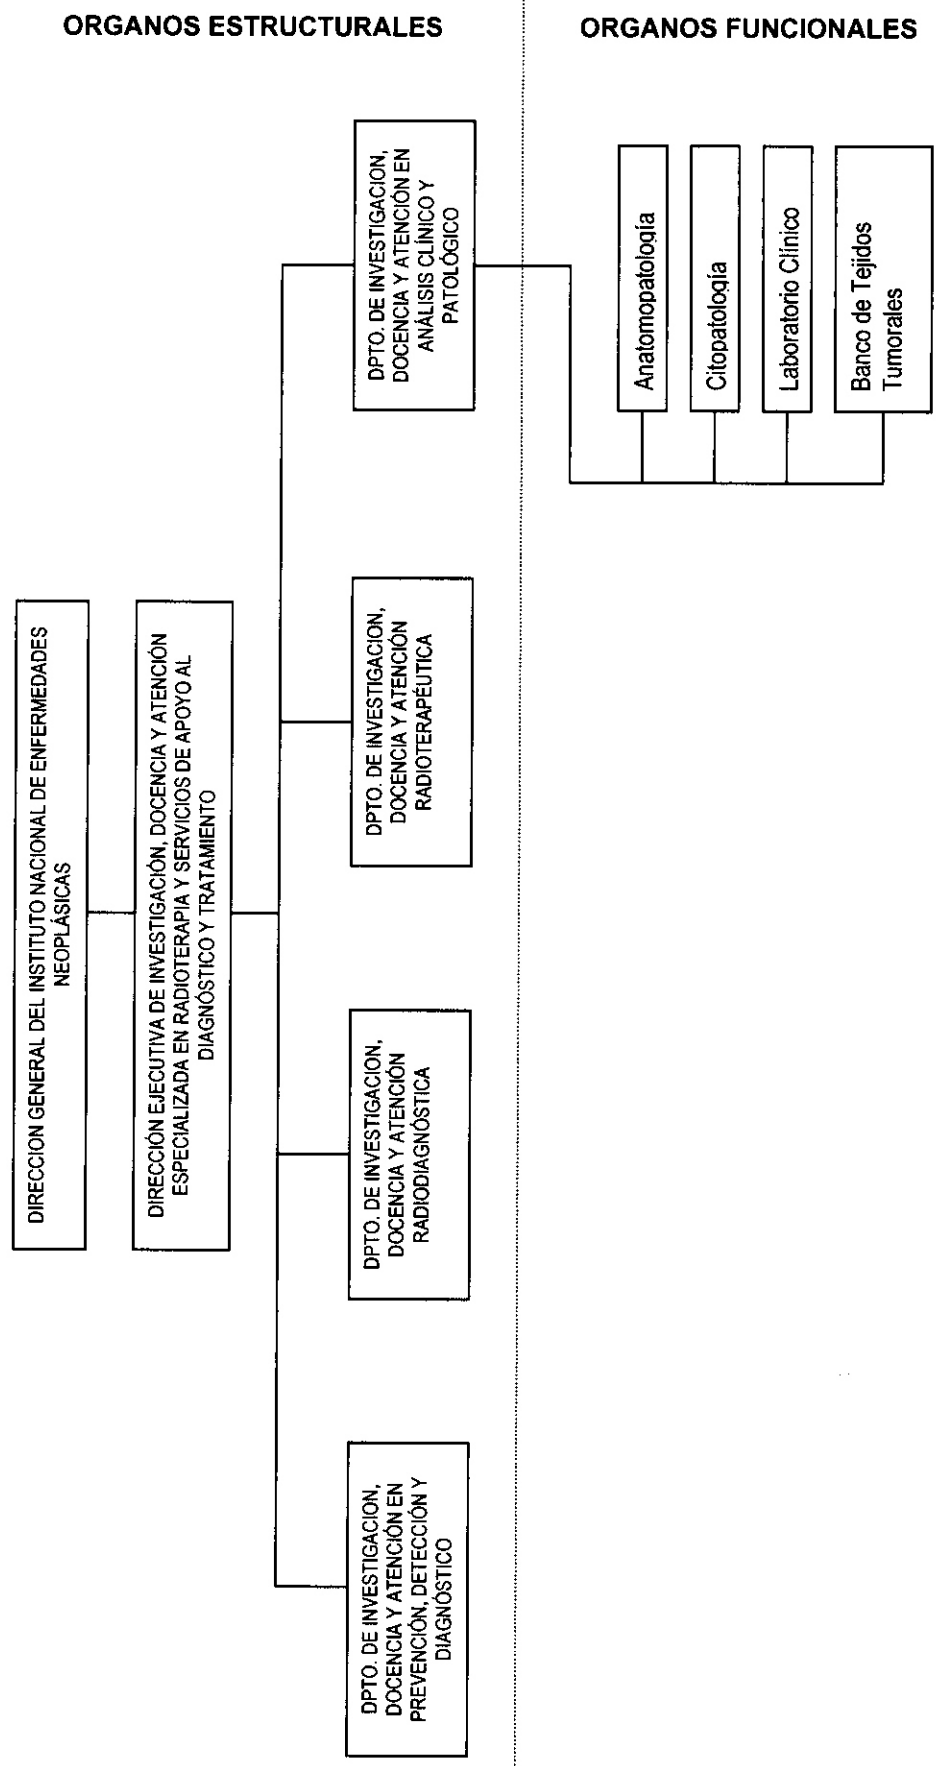 ORGANOS ESTRUCTURALES
ORGANOS FUNCIONALES
DIRECCION GENERAL DEL INSTITUTO NACIONAL DE ENFERMEDADES
NEOPLÁSICAS
DIRECCIÓN EJECUTIVA DE INVESTIGACIÓN, DOCENCIA Y ATENCIÓN
ESPECIALIZADA EN RADIOTERAPIA Y SERVICIOS DE APOYO AL
DIAGNÓSTICO Y TRATAMIENTO
DPTO. DE INVESTIGACION,
DOCENCIA Y ATENCIÓN EN
PREVENCIÓN, DETECCIÓN Y
DIAGNÓSTICO
DPTO. DE INVESTIGACION,
DOCENCIA Y ATENCIÓN
RADIODIAGNÓSTICA
DPTO. DE INVESTIGACION,
DOCENCIA Y ATENCIÓN
RADIOTERAPÉUTICA
DPTO. DE INVESTIGACION,
DOCENCIA Y ATENCIÓN EN
ANÁLISIS CLÍNICO Y
PATOLÓGICO
Anatomopatología
Citopatología
Laboratorio Clínico
Banco de Tejidos
Tumorales